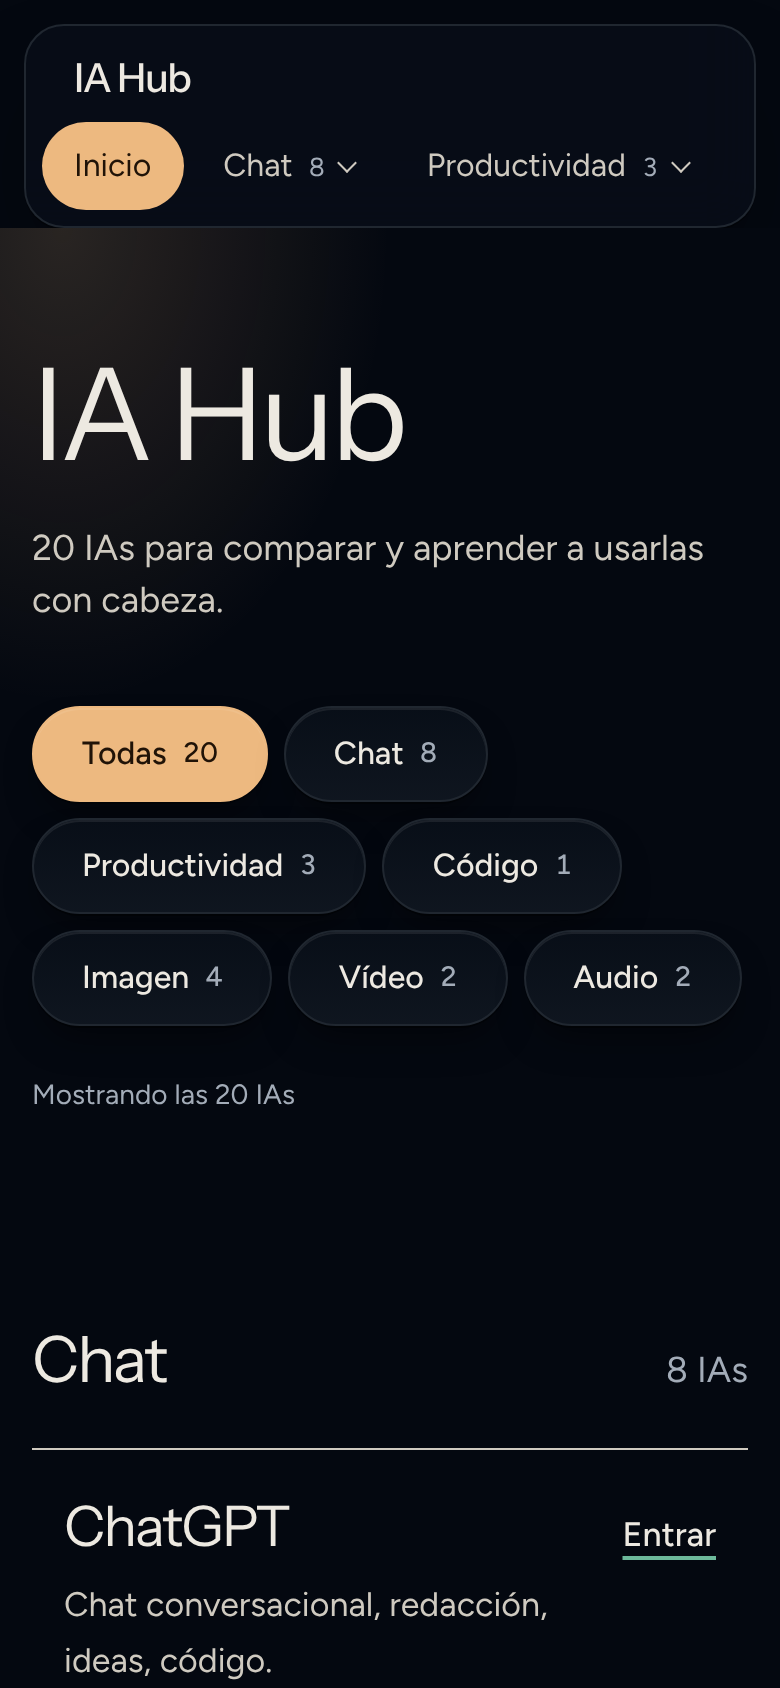 IA Hub
Inicio Chat 8 Productividad 3
IA Hub
20 IAs para comparar y aprender a usarlas
con cabeza.
Todas 20 Chat 8
Productividad 3 Código 1
Imagen 4 Vídeo 2 Audio 2
Mostrando las 20 IAs
Chat 8 IAs
ChatGPT Entrar
Chat conversacional, redacción,
ideas, código.